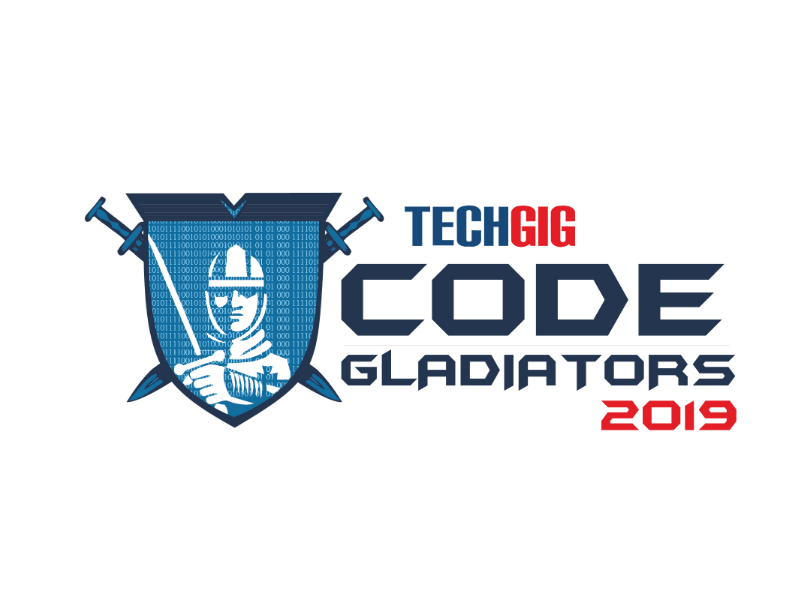 TECHGIG
CODE
GLADIATORS
2019